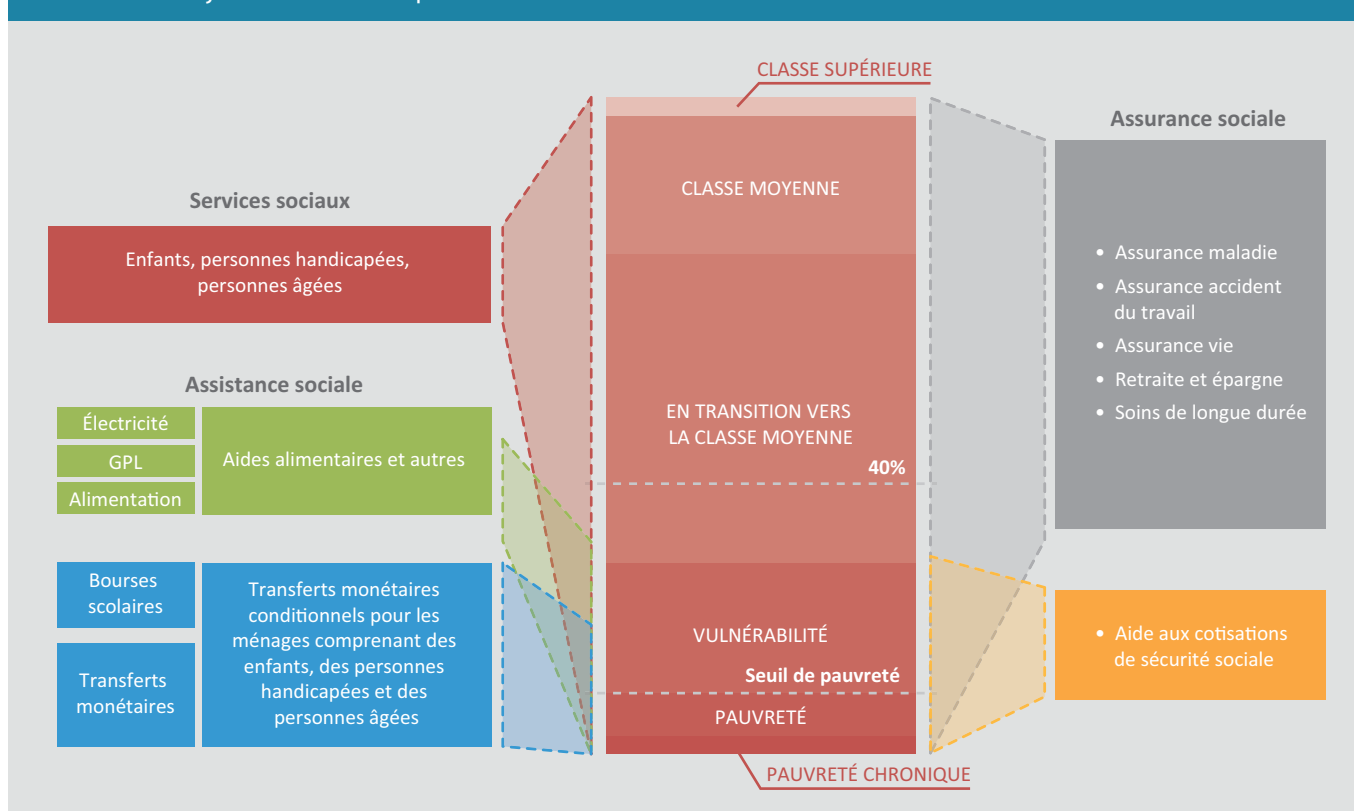 CLASSE SUPÉRIEURE
CLASSE MOYENNE
EN TRANSITION VERS
LA CLASSE MOYENNE
40%
VULNÉRABILITÉ
Seuil de pauvreté
PAUVRETÉ
PAUVRETÉ CHRONIQUE
Services sociaux
Enfants, personnes handicapées,
personnes âgées
Assistance sociale
Électricité
GPL
Alimentation
Aides alimentaires et autres
Bourses
scolaires
Transferts
monétaires
Transferts monétaires
conditionnels pour les
ménages comprenant des
enfants, des personnes
handicapées et des
personnes âgées
Assurance sociale
• Assurance maladie
• Assurance accident
du travail
• Assurance vie
• Retraite et épargne
• Soins de longue durée
• Aide aux cotisations
de sécurité sociale